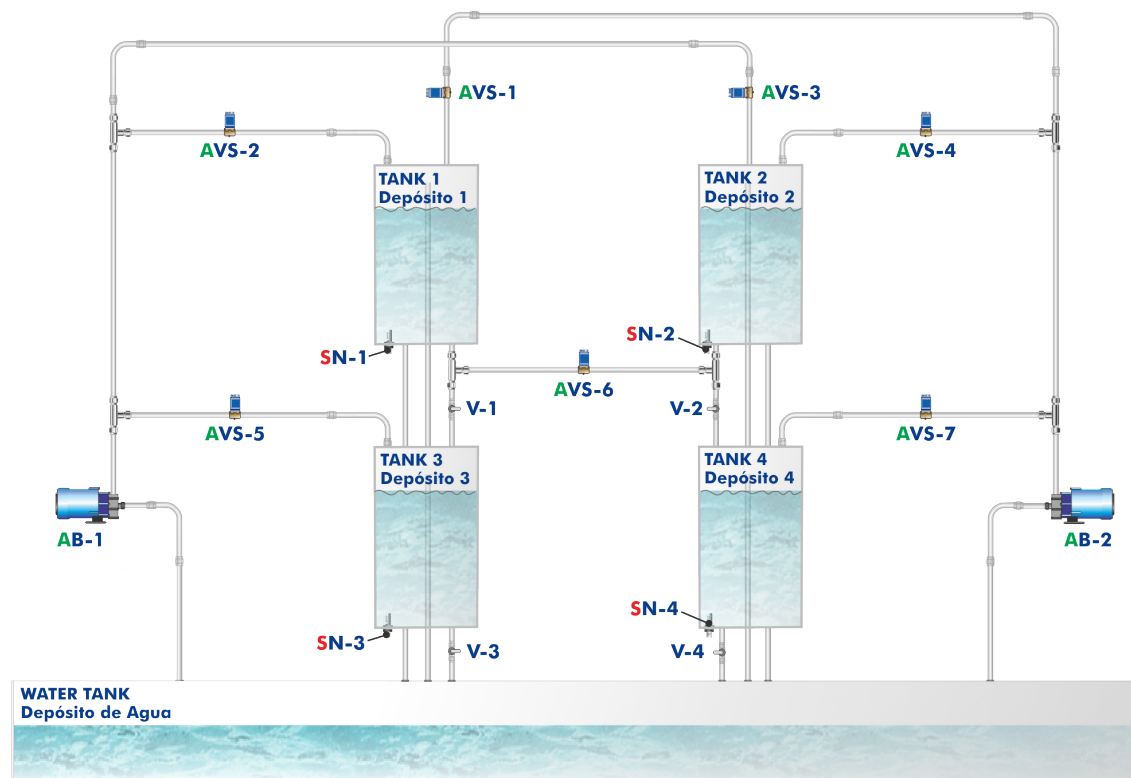 AVS-1
AVS-3
AVS-2
AVS-4
TANK 1
Depósito 1
TANK 2
Depósito 2
SN-1
SN-2
AVS-6
V-1
V-2
AVS-5
AVS-7
TANK 3
Depósito 3
TANK 4
Depósito 4
AB-1
AB-2
SN-3
SN-4
V-3
V-4
WATER TANK
Depósito de Agua